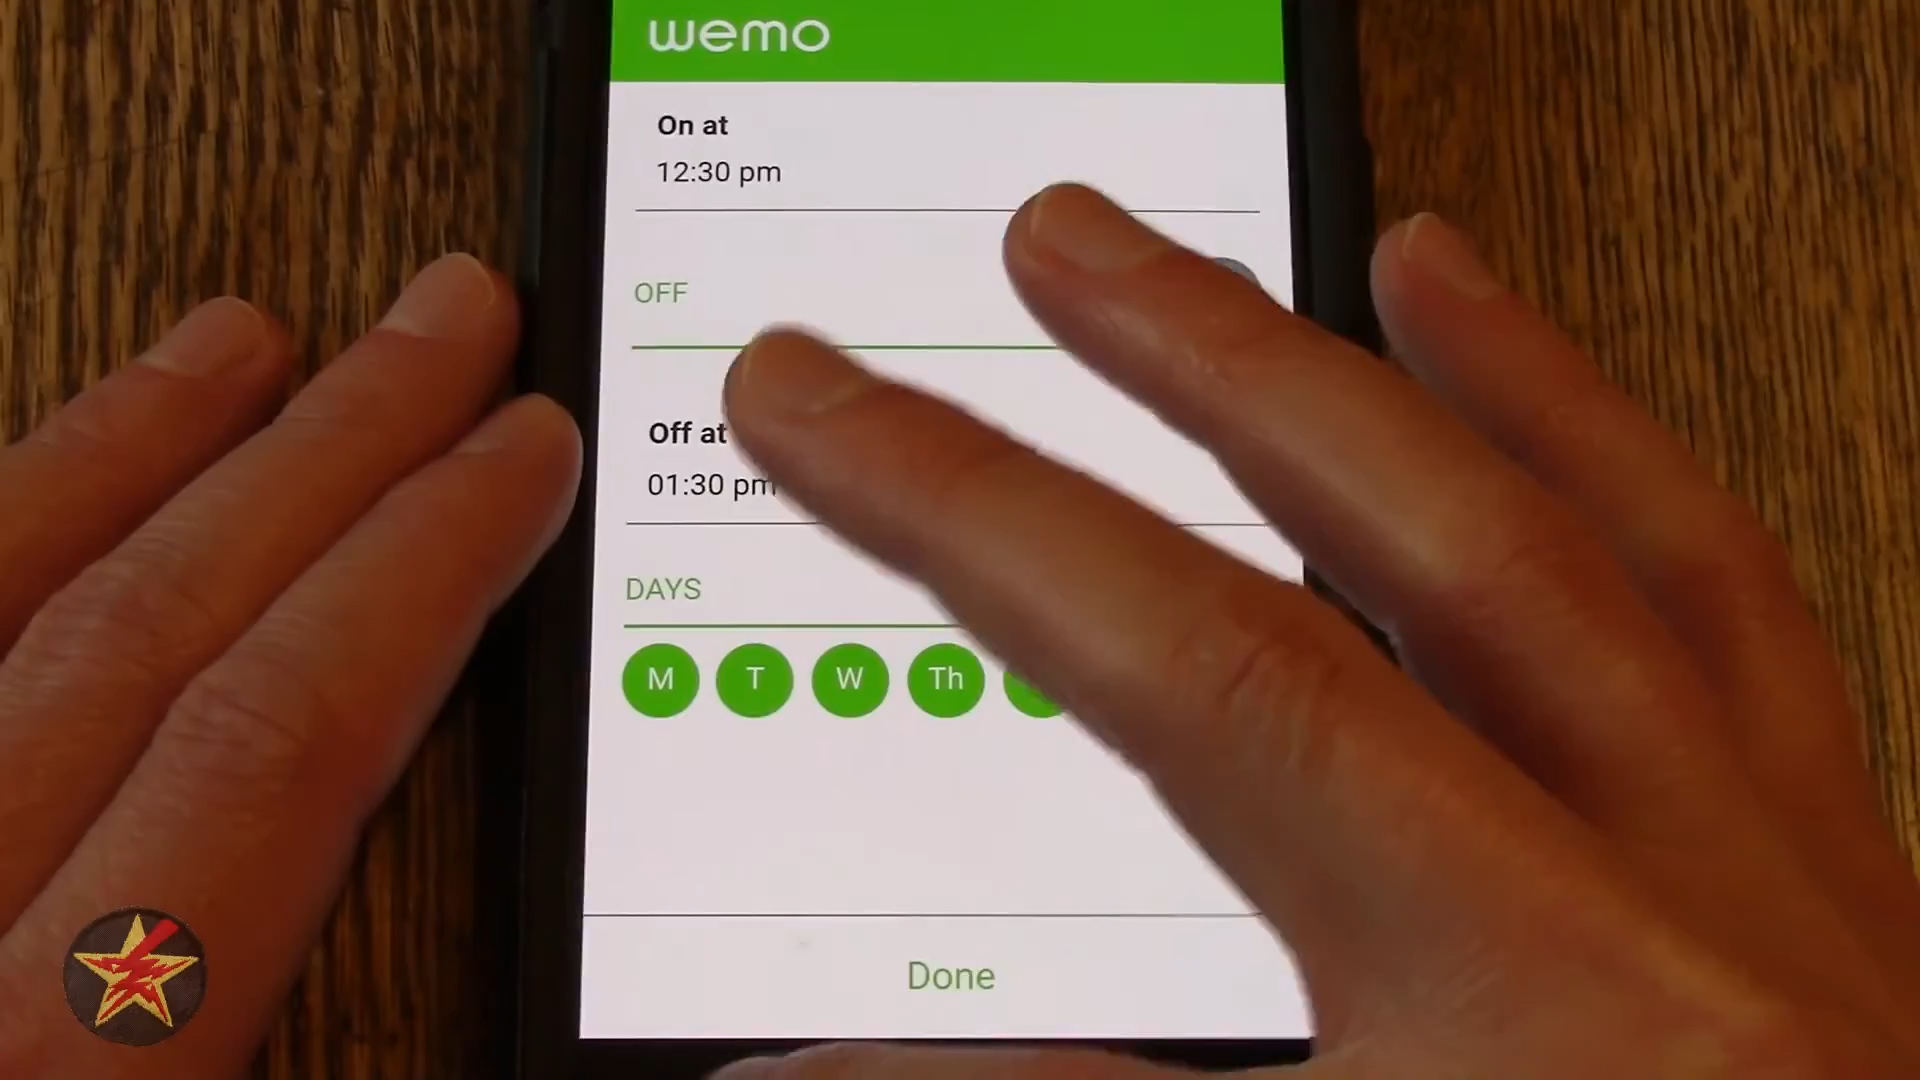 wemo
On at
12:30 pm
OFF
Off at
01:30 pm
DAYS
M T W Th
Done